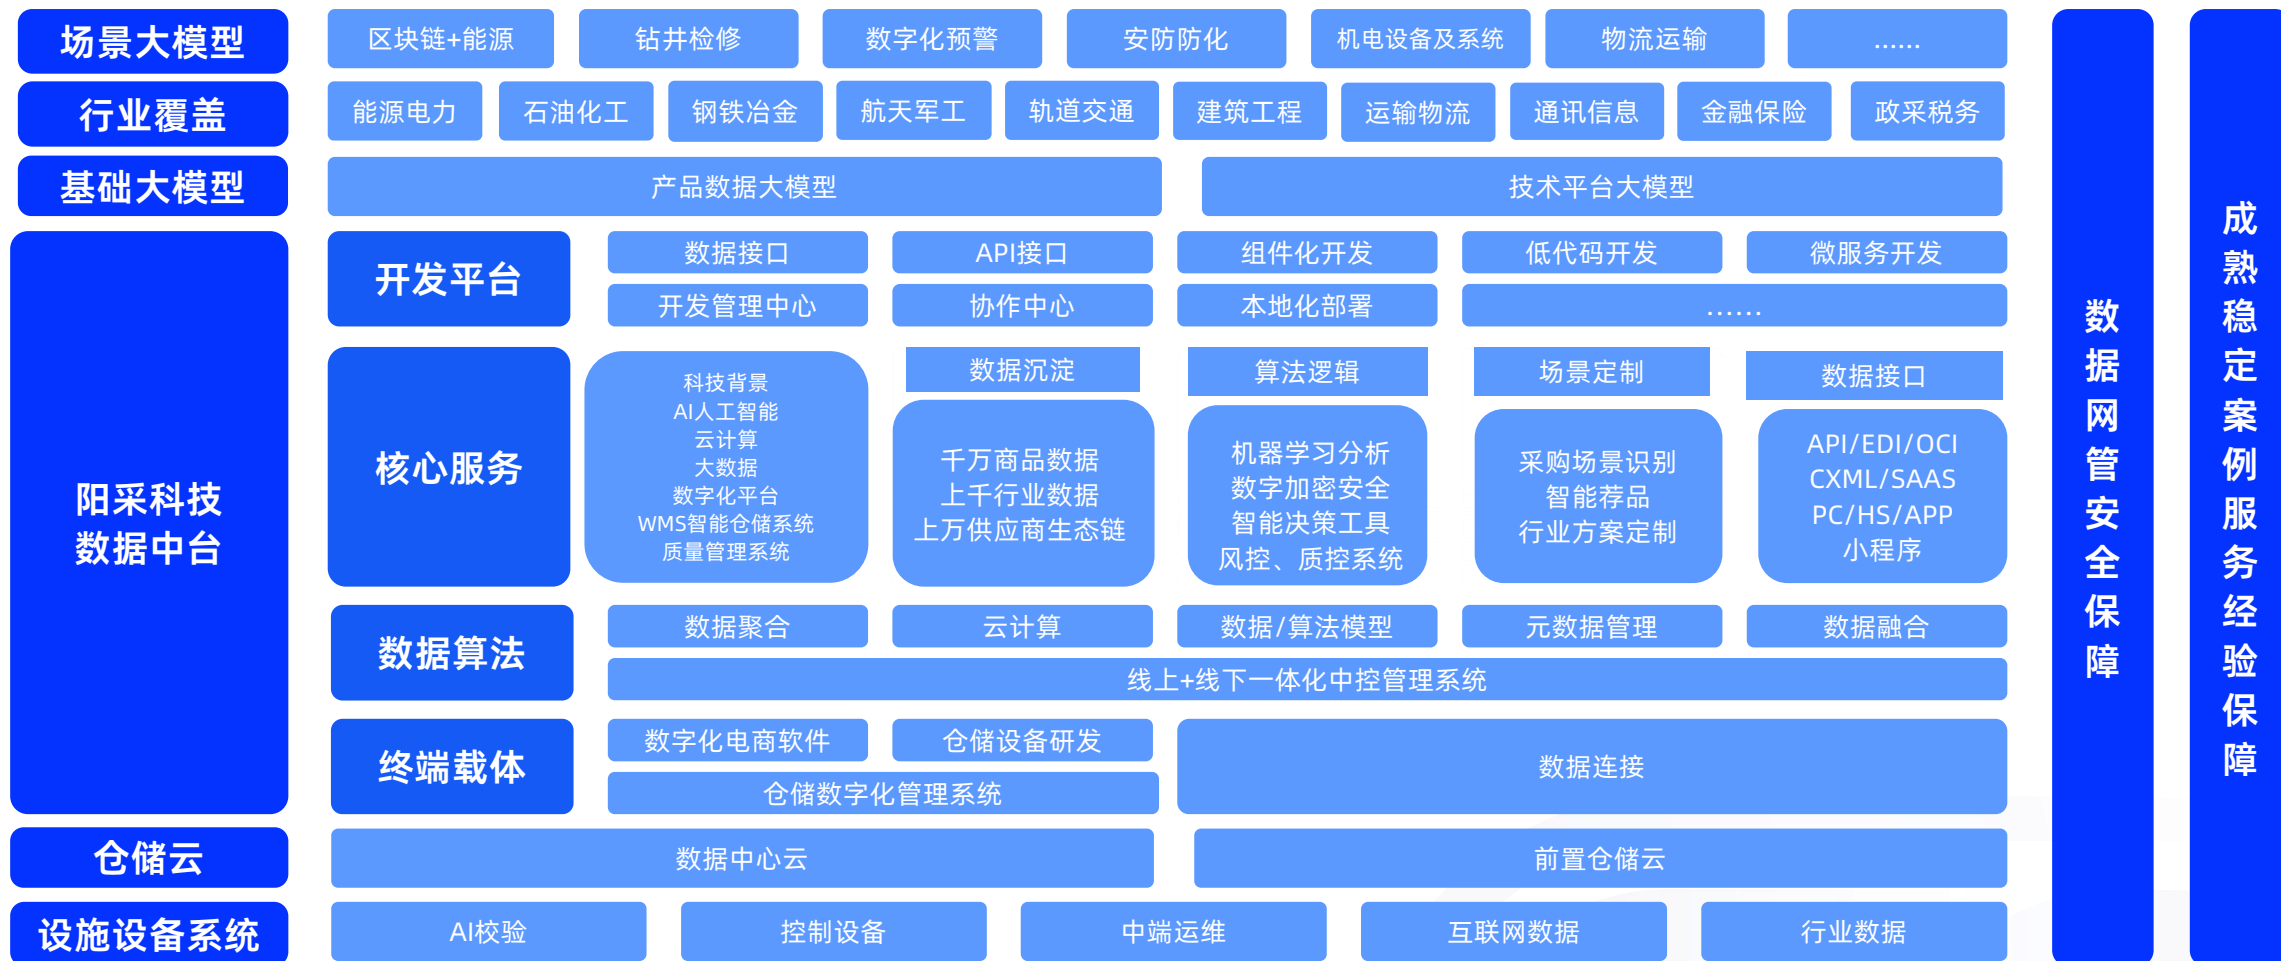 场景大模型
区块链+能源
钻井检修
数字化预警
安防防化
机电设备及系统
物流运输
......
行业覆盖
能源电力
石油化工
钢铁冶金
航天军工
轨道交通
建筑工程
运输物流
通讯信息
金融保险
政采税务
基础大模型
产品数据大模型
技术平台大模型
阳采科技
数据中台
开发平台
数据接口
API接口
组件化开发
低代码开发
微服务开发
开发管理中心
协作中心
本地化部署
......
核心服务
科技背景
AI人工智能
云计算
大数据
数字化平台
WMS智能仓储系统
质量管理系统
数据沉淀
千万商品数据
上千行业数据
上万供应商生态链
算法逻辑
机器学习分析
数字加密安全
智能决策工具
风控、质控系统
场景定制
采购场景识别
智能荐品
行业方案定制
数据接口
API/EDI/OCI
CXML/SAAS
PC/HS/APP
小程序
数据算法
数据聚合
云计算
数据/算法模型
元数据管理
数据融合
线上+线下一体化中控管理系统
终端载体
数字化电商软件
仓储设备研发
仓储数字化管理系统
数据连接
仓储云
数据中心云
前置仓储云
设施设备系统
AI校验
控制设备
中端运维
互联网数据
行业数据
数据网管安全保障
成熟稳定案例服务经验保障